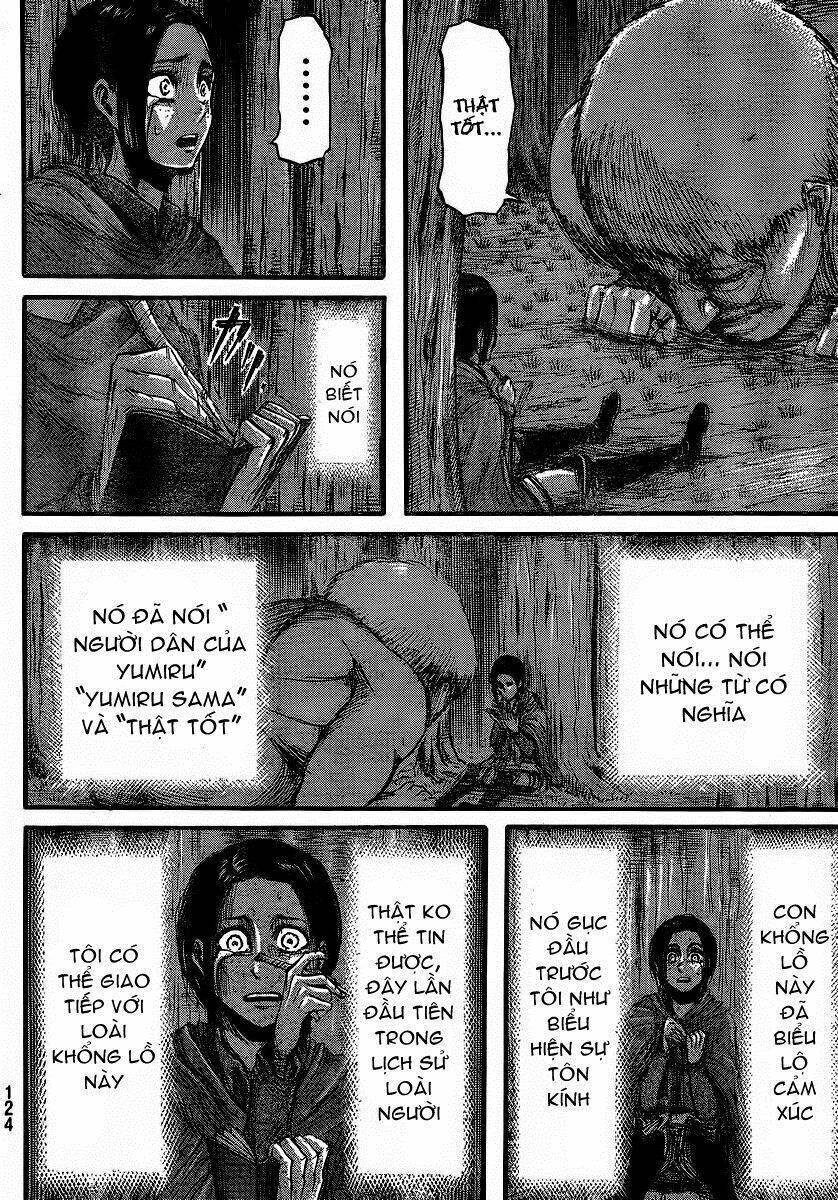 THẬT
TỐT...
.......
NÓ
BIẾT
NÓI
カリッ
NÓ CÓ THỂ
NÓI... NÓI
NHỮNG TỪ CÓ
NGHĨA
NÓ ĐÃ NÓI "
NGƯỜI DÂN CỦA
YUMIRU"
"YUMIRU SAMA"
VÀ "THẬT TỐT"
CON
KHỔNG
LỒ
NÀY
ĐÃ
BIỂU
LỘ
CẢM
XÚC
NÓ GỤC
ĐẦU
TRƯỚC
TÔI NHƯ
BIỂU
HIỆN SỰ
TÔN
KÍNH
THẬT KO
THỂ TIN
ĐƯỢC,
ĐÂY LẦN
ĐẦU TIÊN
TRONG
LỊCH SỬ
LOÀI
NGƯỜI
TÔI CÓ
THỂ GIAO
TIẾP VỚI
LOÀI
KHỔNG LỒ
NÀY
124